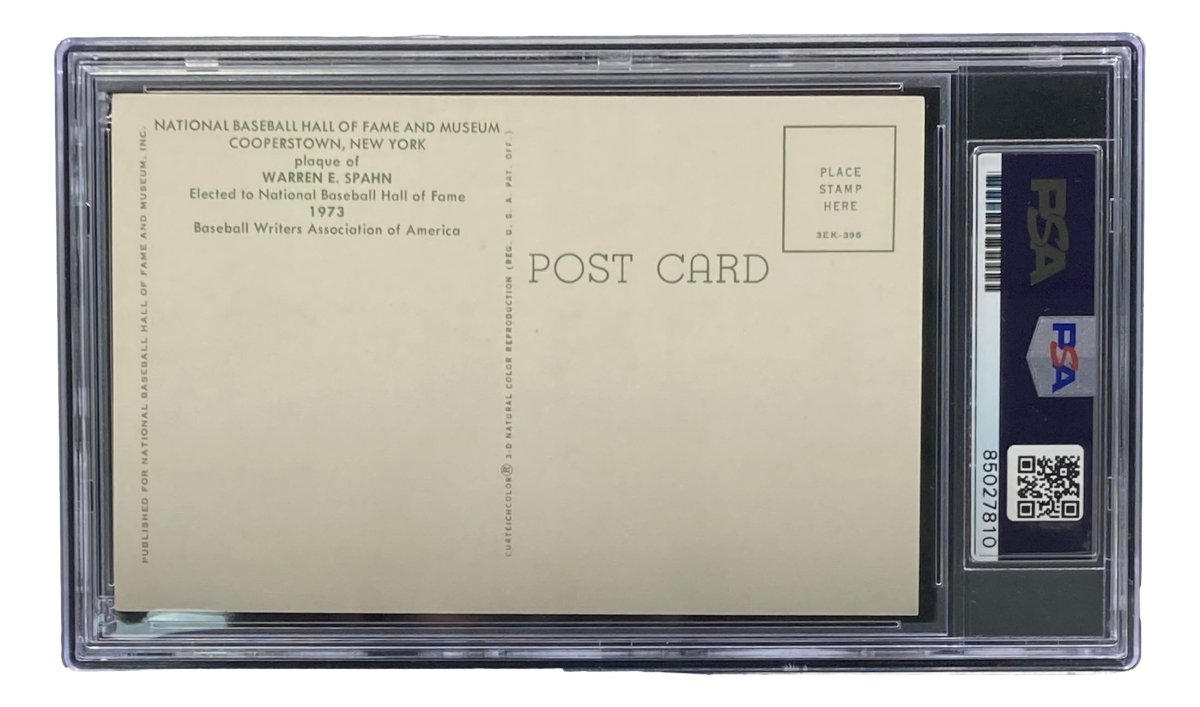 NATIONAL BASEBALL HALL OF FAME AND MUSEUM
COOPERSTOWN, NEW YORK
plaque of
WARREN E. SPAHN
Elected to National Baseball Hall of Fame
1973
Baseball Writers Association of America
PUBLISHED FOR NATIONAL BASEBALL HALL OF FAME AND MUSEUM, INC.
CURTEICHCOLOR® 3-D NATURAL COLOR REPRODUCTION (REG. U. S. A. PAT. OFF.)
POST CARD
PLACE
STAMP
HERE
3EK-396
PSA
PSA
85027810